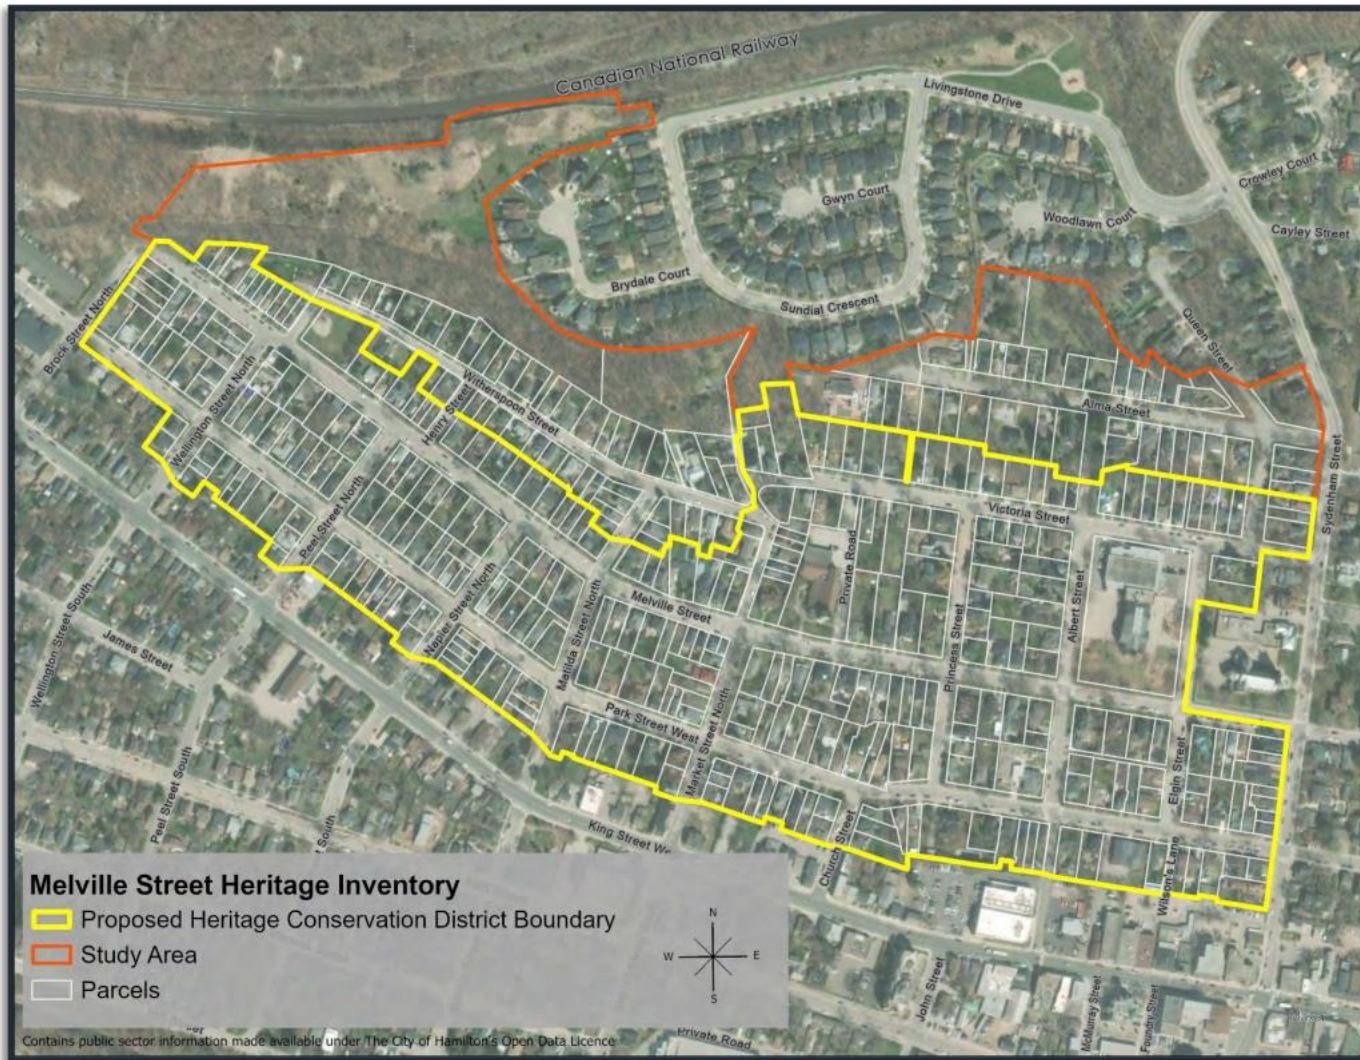 Canadian National Railway
Livingstone Drive
Crowley Court
Gwyn Court
Woodlawn Court
Cayley Street
Brydale Court
Sundial Crescent
Queen Street
Brock Street North
Wellington Street North
Henry Street
Witherspoon Street
Alma Street
Sydenham Street
Victoria Street
Peel Street North
Private Road
Napier Street North
Matilda Street North
Melville Street
Princess Street
Albert Street
Wellington Street South
James Street
Park Street West
Market Street North
Elgin Street
Peel Street South
King Street We
Church Street
Wilson's Lane
t South
John Street
McMurray Street
Foundry Street
Private Road
Melville Street Heritage Inventory
Proposed Heritage Conservation District Boundary
Study Area
Parcels
N
W E
S
Contains public sector information made available under The City of Hamilton's Open Data Licence